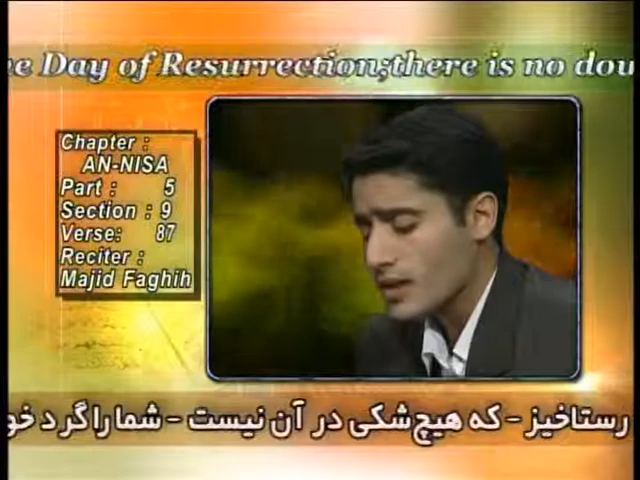 Day of Resurrection;there is no
Chapter :
AN-NISA
Part : 5
Section : 9
Verse: 87
Reciter :
Majid Faghih
رستاخیز – که هیچ‌شکی در آن نیست – شما را گرد